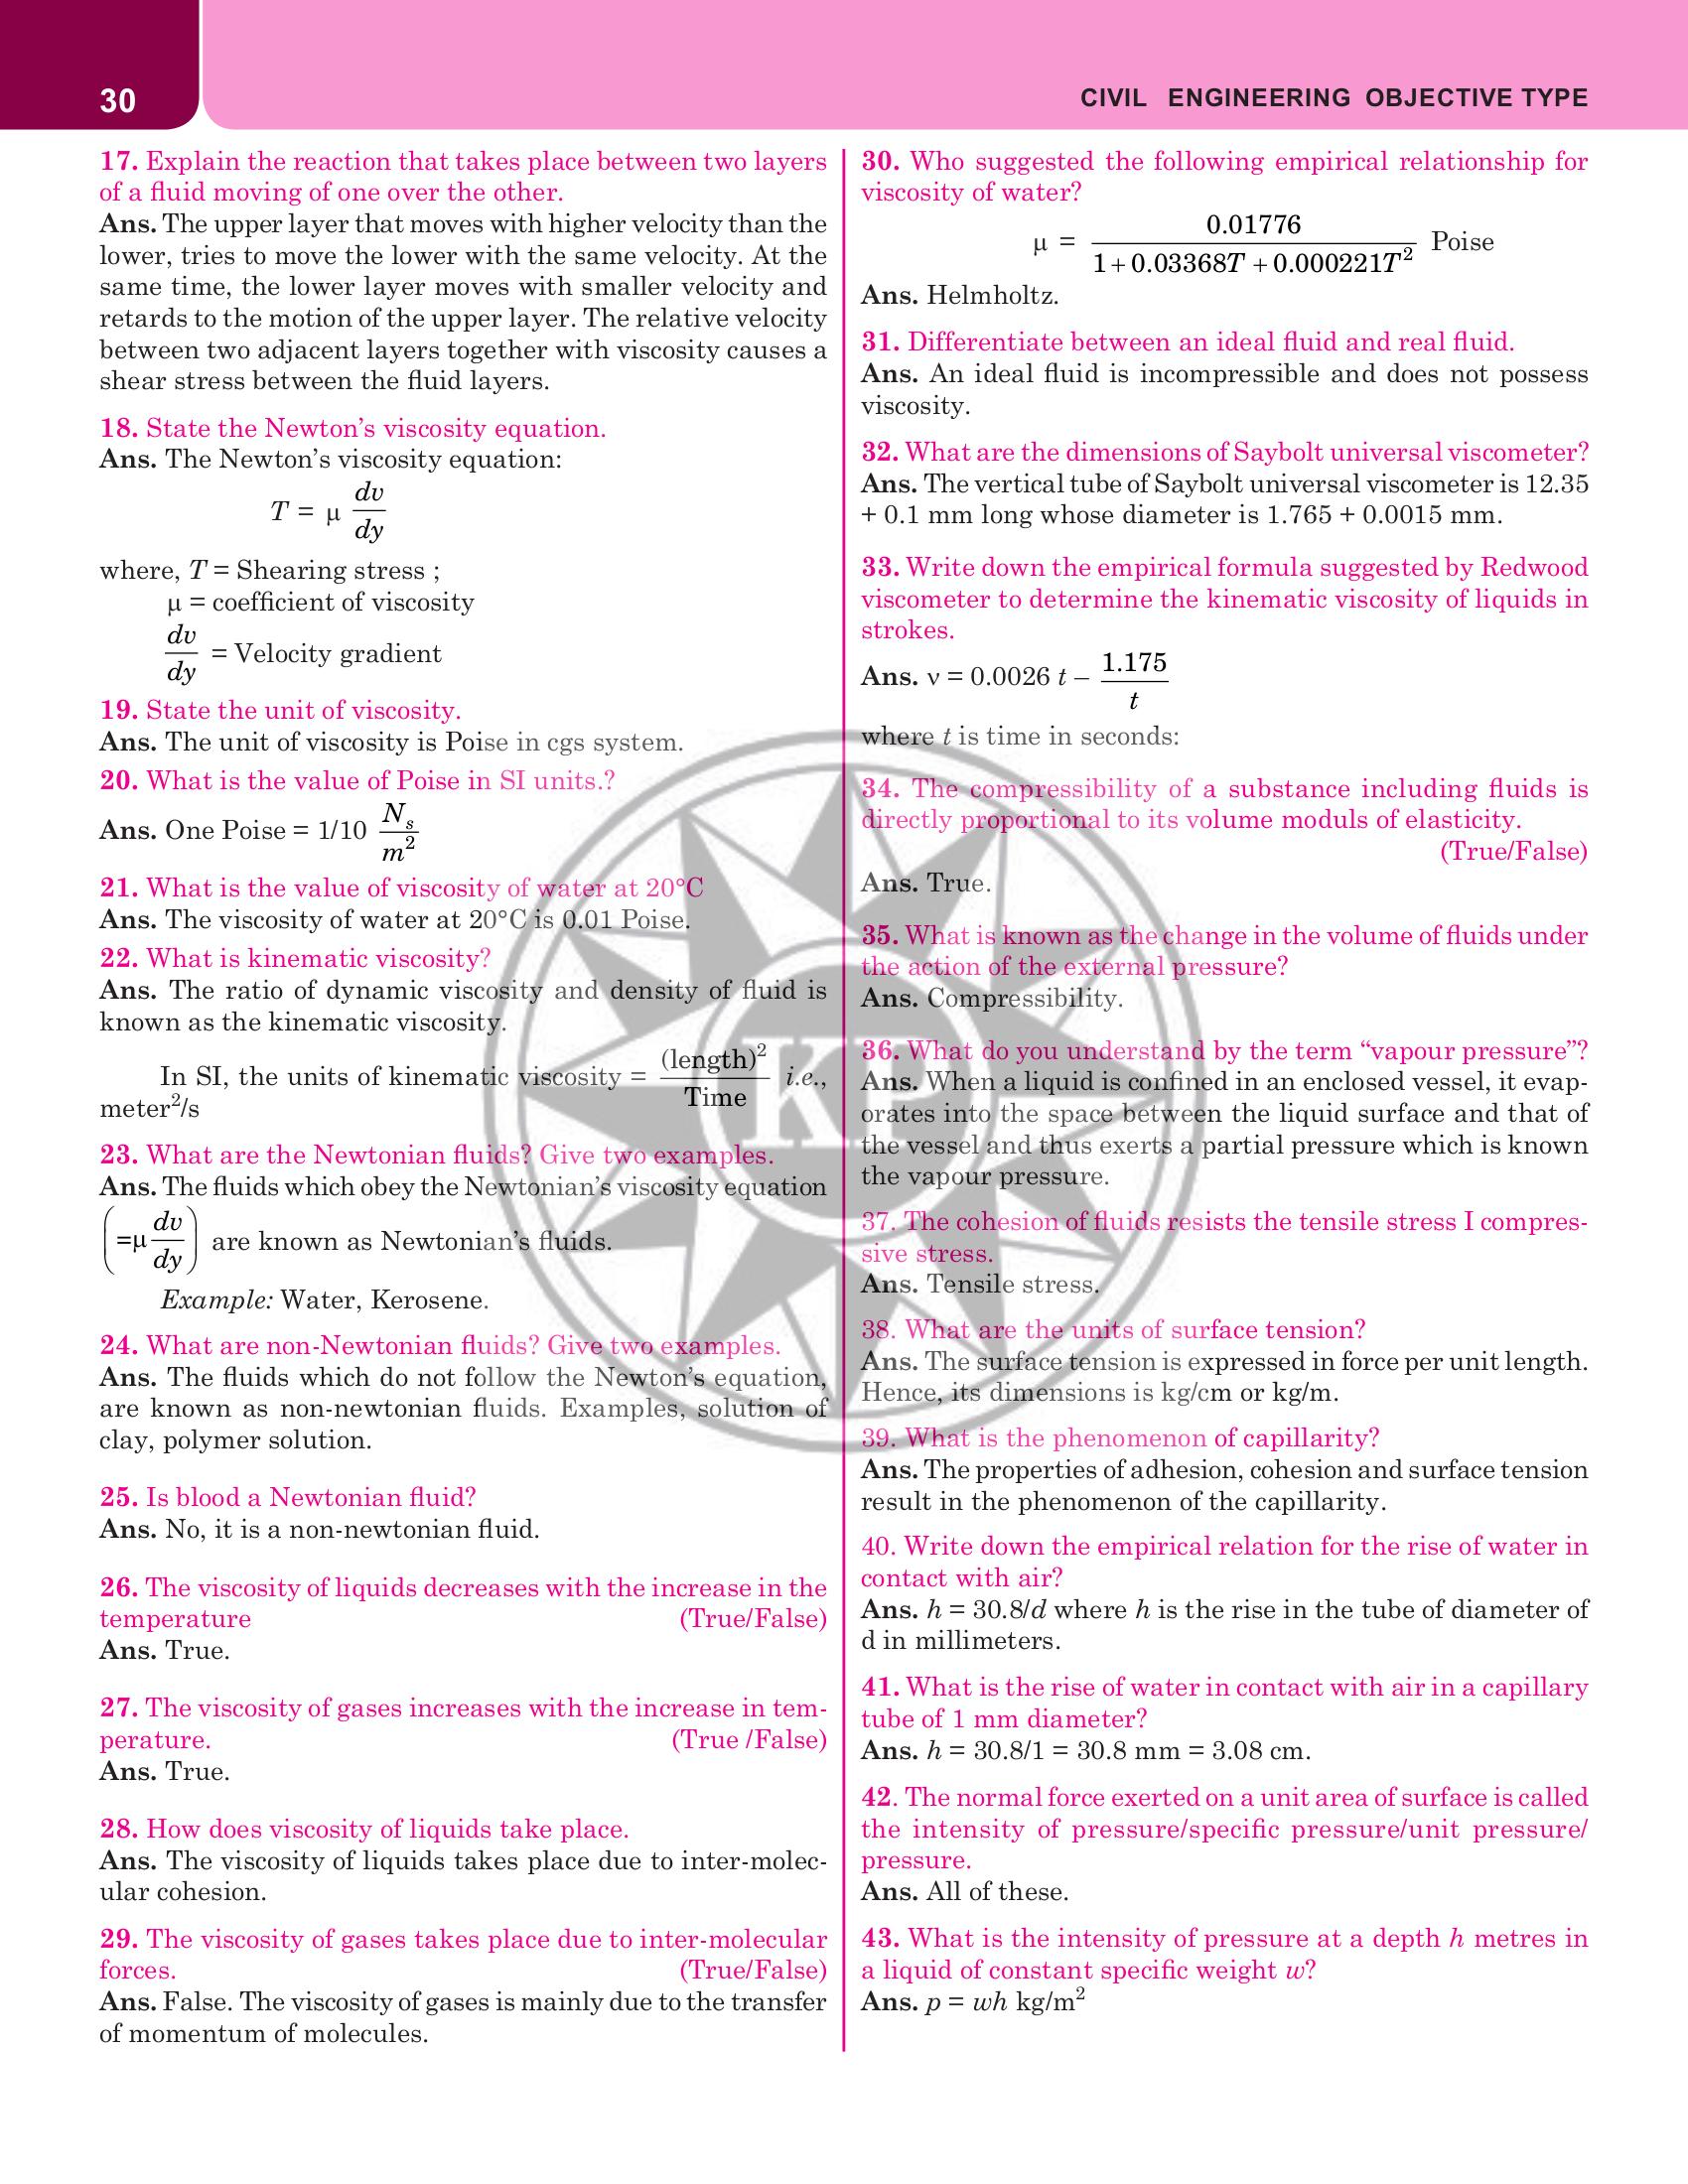 30
CIVIL ENGINEERING OBJECTIVE TYPE
17. Explain the reaction that takes place between two layers
of a fluid moving of one over the other.
Ans. The upper layer that moves with higher velocity than the
lower, tries to move the lower with the same velocity. At the
same time, the lower layer moves with smaller velocity and
retards to the motion of the upper layer. The relative velocity
between two adjacent layers together with viscosity causes a
shear stress between the fluid layers.
18. State the Newton’s viscosity equation.
Ans. The Newton’s viscosity equation:
T = μ dv/dy
where, T = Shearing stress ;
μ = coefficient of viscosity
dv/dy = Velocity gradient
19. State the unit of viscosity.
Ans. The unit of viscosity is Poise in cgs system.
20. What is the value of Poise in SI units.?
Ans. One Poise = 1/10 Nₛ/m²
21. What is the value of viscosity of water at 20°C
Ans. The viscosity of water at 20°C is 0.01 Poise.
22. What is kinematic viscosity?
Ans. The ratio of dynamic viscosity and density of fluid is
known as the kinematic viscosity.
In SI, the units of kinematic viscosity = (length)²/Time i.e.,
meter²/s
23. What are the Newtonian fluids? Give two examples.
Ans. The fluids which obey the Newtonian’s viscosity equation
(=μ dv/dy) are known as Newtonian’s fluids.
Example: Water, Kerosene.
24. What are non-Newtonian fluids? Give two examples.
Ans. The fluids which do not follow the Newton’s equation,
are known as non-newtonian fluids. Examples, solution of
clay, polymer solution.
25. Is blood a Newtonian fluid?
Ans. No, it is a non-newtonian fluid.
26. The viscosity of liquids decreases with the increase in the
temperature (True/False)
Ans. True.
27. The viscosity of gases increases with the increase in tem-
perature. (True /False)
Ans. True.
28. How does viscosity of liquids take place.
Ans. The viscosity of liquids takes place due to inter-molec-
ular cohesion.
29. The viscosity of gases takes place due to inter-molecular
forces. (True/False)
Ans. False. The viscosity of gases is mainly due to the transfer
of momentum of molecules.
30. Who suggested the following empirical relationship for
viscosity of water?
μ = 0.01776/(1+0.03368T +0.000221T²) Poise
Ans. Helmholtz.
31. Differentiate between an ideal fluid and real fluid.
Ans. An ideal fluid is incompressible and does not possess
viscosity.
32. What are the dimensions of Saybolt universal viscometer?
Ans. The vertical tube of Saybolt universal viscometer is 12.35
+ 0.1 mm long whose diameter is 1.765 + 0.0015 mm.
33. Write down the empirical formula suggested by Redwood
viscometer to determine the kinematic viscosity of liquids in
strokes.
Ans. ν = 0.0026 t – 1.175/t
where t is time in seconds:
34. The compressibility of a substance including fluids is
directly proportional to its volume moduls of elasticity.
(True/False)
Ans. True.
35. What is known as the change in the volume of fluids under
the action of the external pressure?
Ans. Compressibility.
36. What do you understand by the term “vapour pressure”?
Ans. When a liquid is confined in an enclosed vessel, it evap-
orates into the space between the liquid surface and that of
the vessel and thus exerts a partial pressure which is known
the vapour pressure.
37. The cohesion of fluids resists the tensile stress I compres-
sive stress.
Ans. Tensile stress.
38. What are the units of surface tension?
Ans. The surface tension is expressed in force per unit length.
Hence, its dimensions is kg/cm or kg/m.
39. What is the phenomenon of capillarity?
Ans. The properties of adhesion, cohesion and surface tension
result in the phenomenon of the capillarity.
40. Write down the empirical relation for the rise of water in
contact with air?
Ans. h = 30.8/d where h is the rise in the tube of diameter of
d in millimeters.
41. What is the rise of water in contact with air in a capillary
tube of 1 mm diameter?
Ans. h = 30.8/1 = 30.8 mm = 3.08 cm.
42. The normal force exerted on a unit area of surface is called
the intensity of pressure/specific pressure/unit pressure/
pressure.
Ans. All of these.
43. What is the intensity of pressure at a depth h metres in
a liquid of constant specific weight w?
Ans. p = wh kg/m²
KP